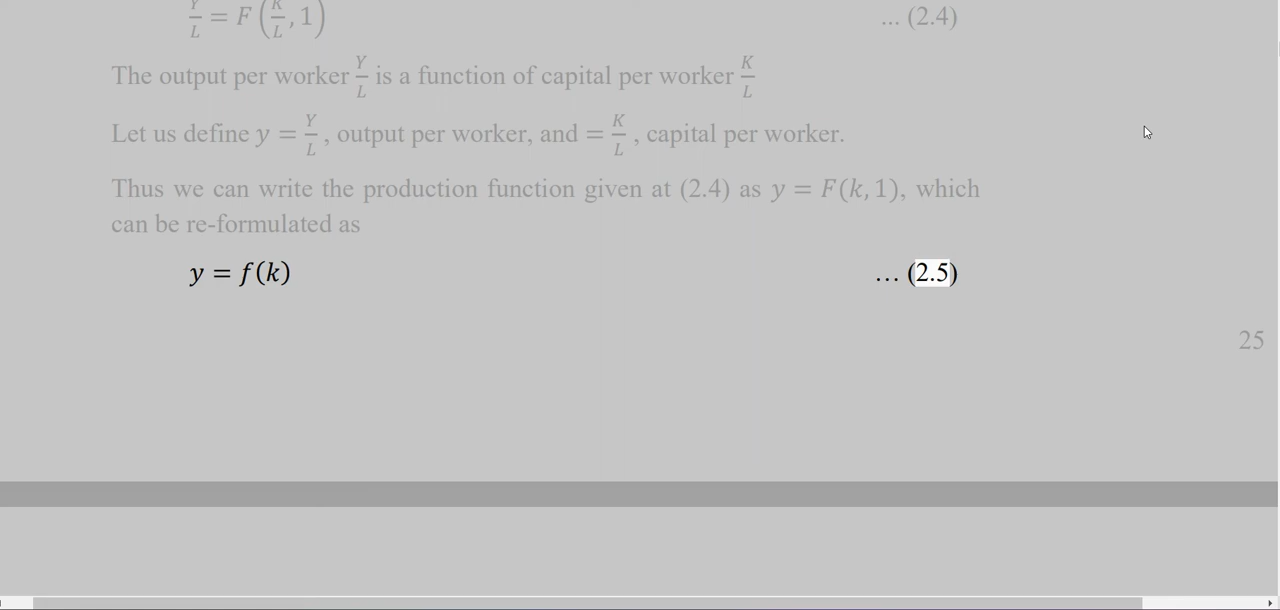 Y/L = F(K/L, 1) ... (2.4)
The output per worker Y/L is a function of capital per worker K/L
Let us define y = Y/L , output per worker, and = K/L , capital per worker.
Thus we can write the production function given at (2.4) as y = F(k, 1), which
can be re-formulated as
y = f(k) ... (2.5)
25